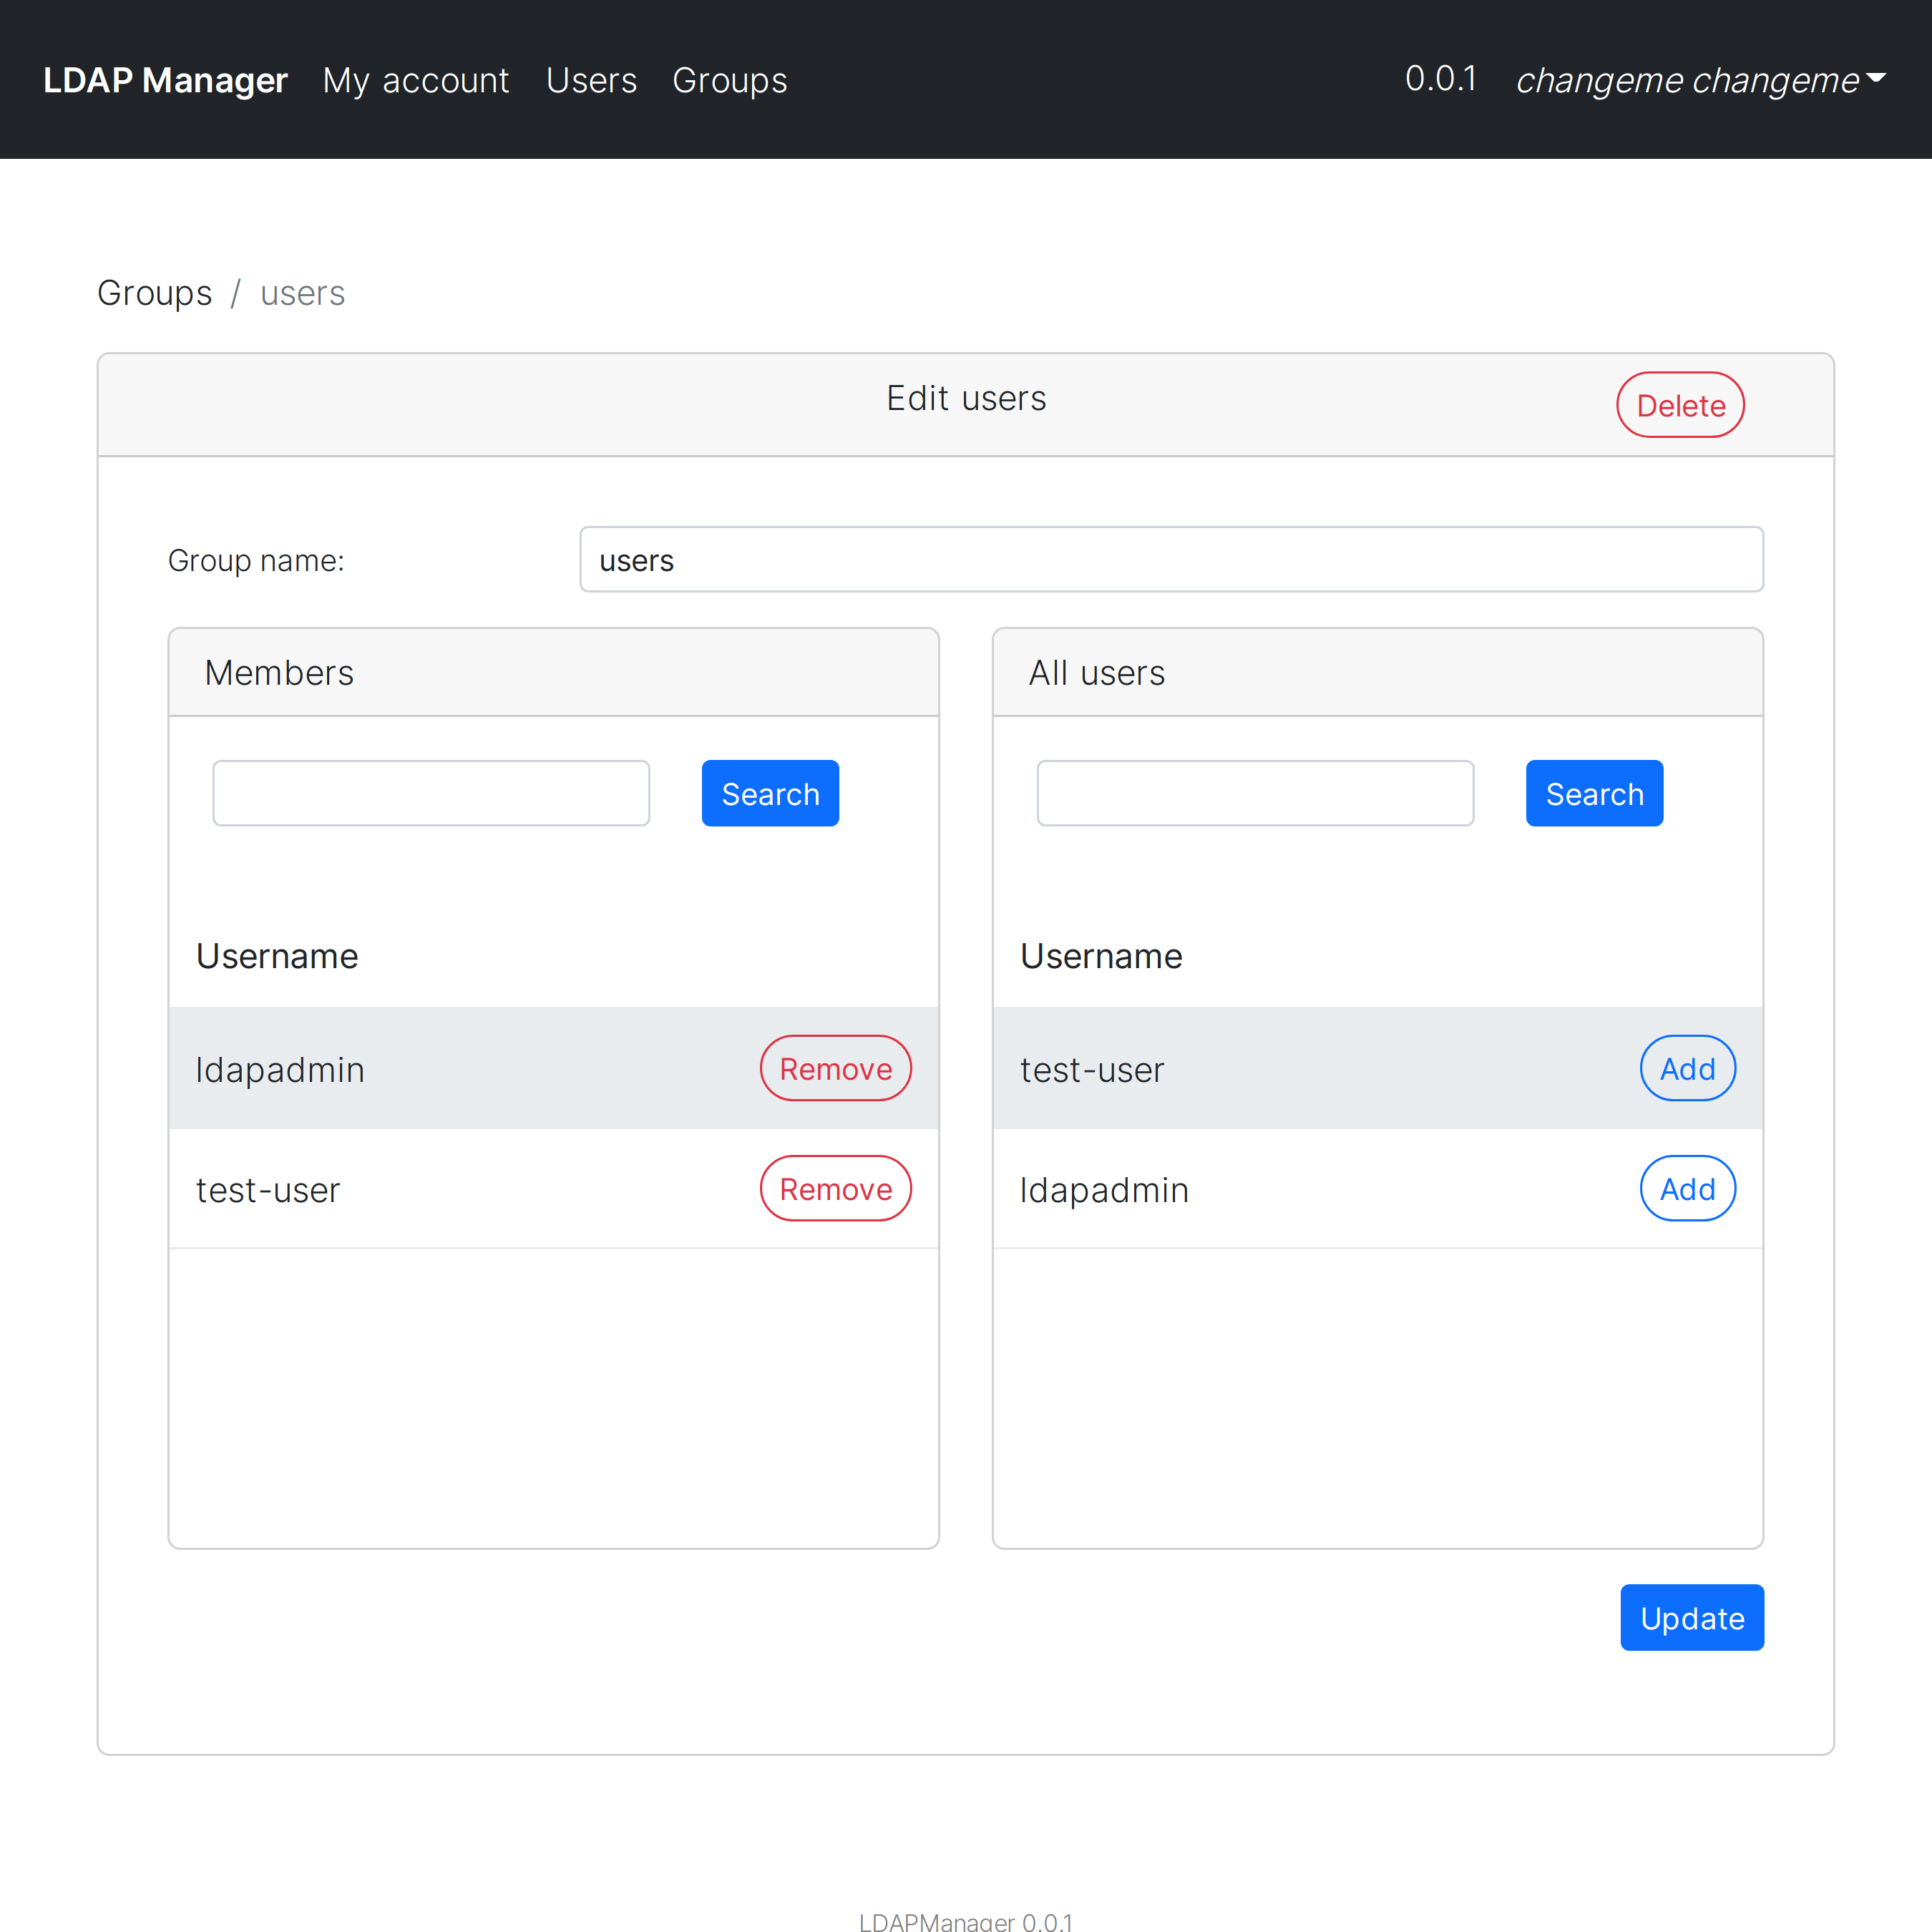 LDAP Manager My account Users Groups 0.0.1 changeme changeme
Groups / users
Edit users Delete
Group name: users
Members
Search
Username
ldapadmin Remove
test-user Remove
All users
Search
Username
test-user Add
ldapadmin Add
Update
LDAPManager 0.0.1